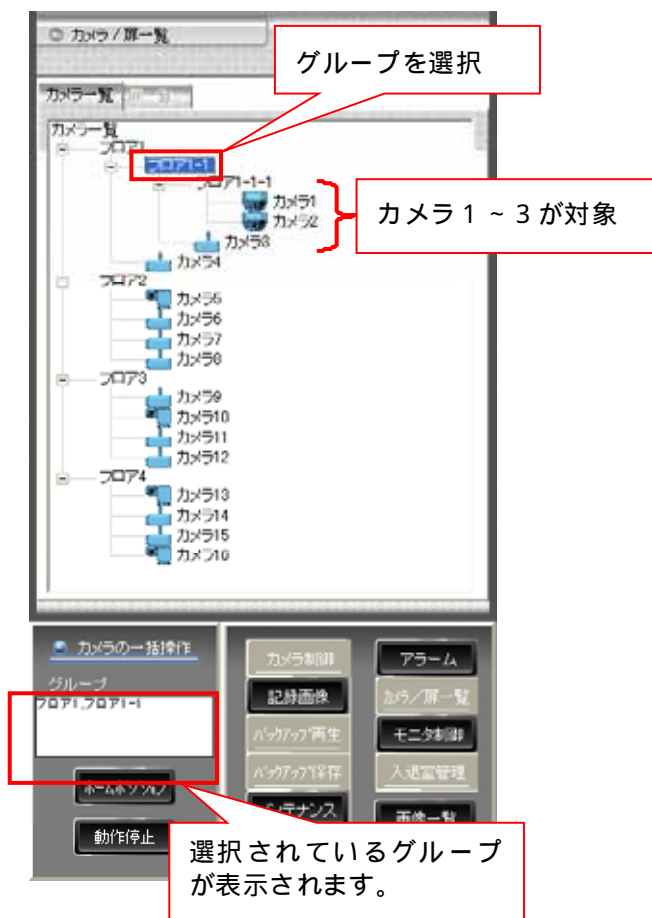 カメラ/扉一覧
グループを選択
カメラ一覧
カメラ一覧
フロア1
フロア1-1
フロア1-1-1
カメラ1
カメラ2
カメラ3
カメラ1~3が対象
カメラ4
フロア2
カメラ5
カメラ6
カメラ7
カメラ8
フロア3
カメラ9
カメラ10
カメラ11
カメラ12
フロア4
カメラ13
カメラ14
カメラ15
カメラ16
カメラの一括操作
グループ
フロア1.フロア1-1
ホームポジション
動作停止
カメラ制御
アラーム
記録画像
カメラ/扉一覧
バックアップ再生
モニタ制御
バックアップ保存
入退室管理
メンテナンス
画像一覧
選択されているグループ
が表示されます。